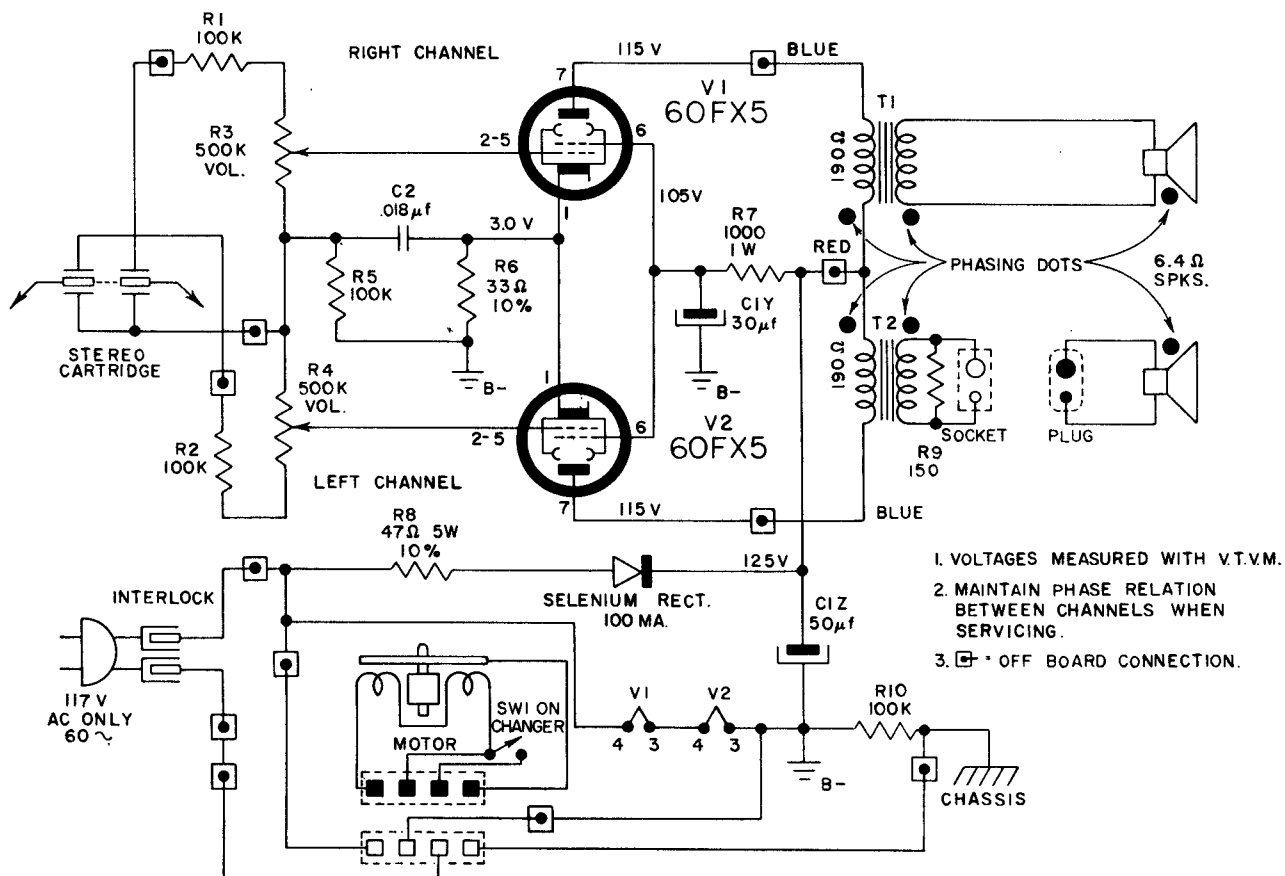 R1
100K
RIGHT CHANNEL
115 V
BLUE
7
V1
60FX5
T1
R3
500K
VOL.
2-5
6
190Ω
C2
.018µf
3.0 V
1
105V
R7
1000
1 W
RED
PHASING DOTS
6.4Ω
SPKS.
R5
100K
R6
33Ω
10%
C1Y
30µf
B-
B-
STEREO
CARTRIDGE
R4
500K
VOL.
1
T2
190Ω
2-5
6
V2
60FX5
SOCKET
PLUG
R9
150
R2
100K
LEFT CHANNEL
7
115V
BLUE
R8
47Ω 5W
10%
125V
INTERLOCK
SELENIUM RECT.
100 MA.
C1Z
50µf
1. VOLTAGES MEASURED WITH V.T.V.M.
2. MAINTAIN PHASE RELATION
BETWEEN CHANNELS WHEN
SERVICING.
3. = OFF BOARD CONNECTION.
117 V
AC ONLY
60 ~
MOTOR
SW1 ON
CHANGER
V1
V2
4 3 4 3
R10
100K
B-
CHASSIS